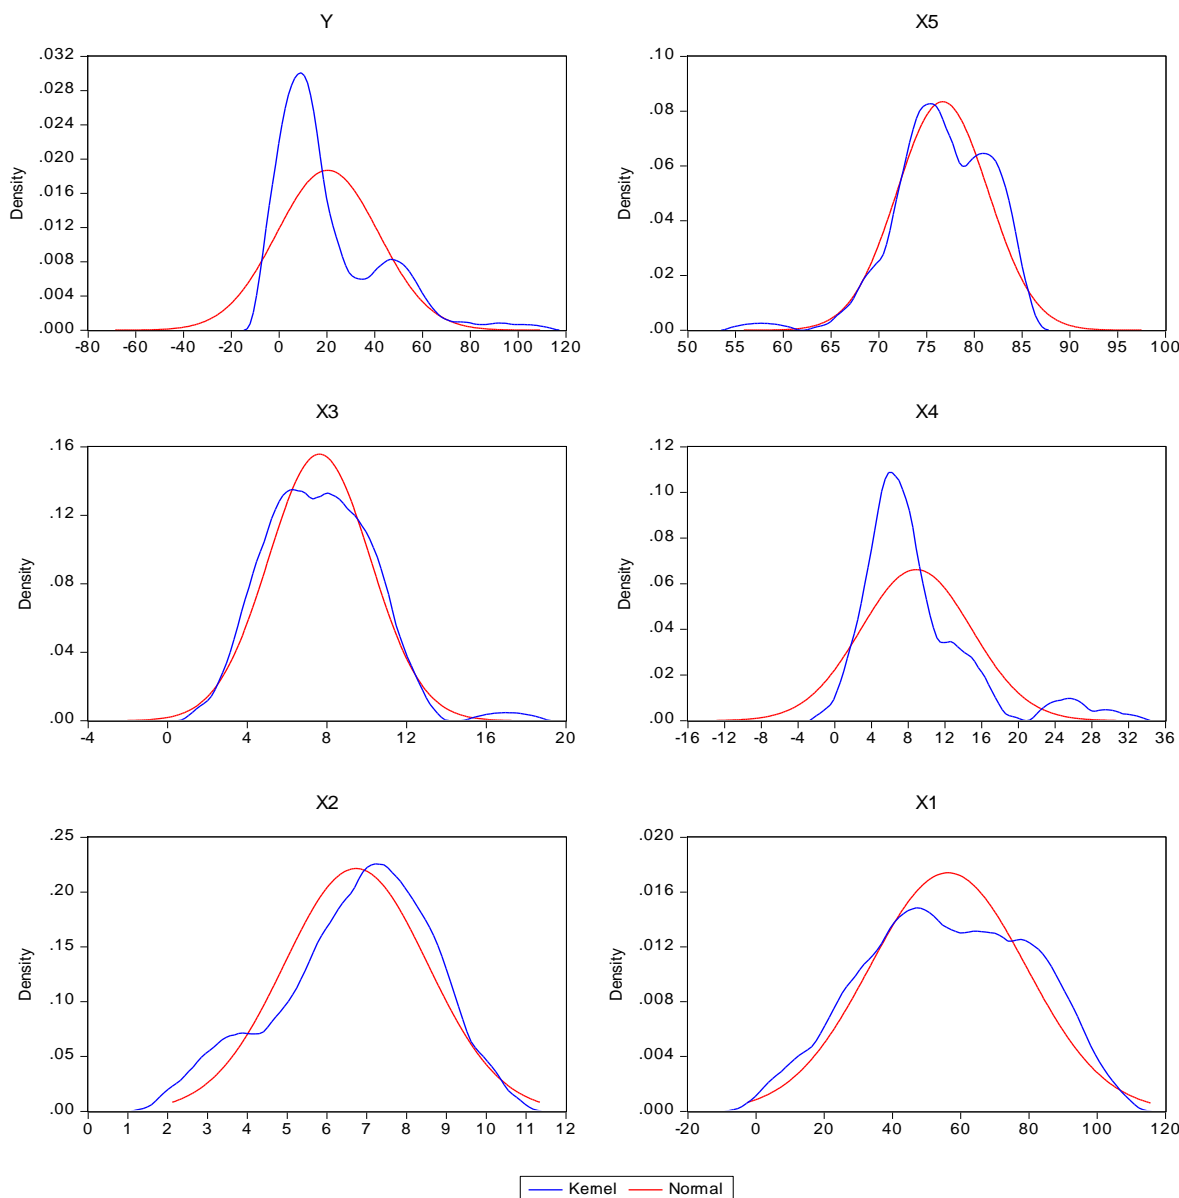 Y
X5
.032
.028
.024
.020
.016
.012
.008
.004
.000
Density
-80 -60 -40 -20 0 20 40 60 80 100 120
.10
.08
.06
.04
.02
.00
Density
50 55 60 65 70 75 80 85 90 95 100
X3
X4
.16
.12
.08
.04
.00
Density
-4 0 4 8 12 16 20
.12
.10
.08
.06
.04
.02
.00
Density
-16 -12 -8 -4 0 4 8 12 16 20 24 28 32 36
X2
X1
.25
.20
.15
.10
.05
.00
Density
0 1 2 3 4 5 6 7 8 9 10 11 12
.020
.016
.012
.008
.004
.000
Density
-20 0 20 40 60 80 100 120
Kernel Normal